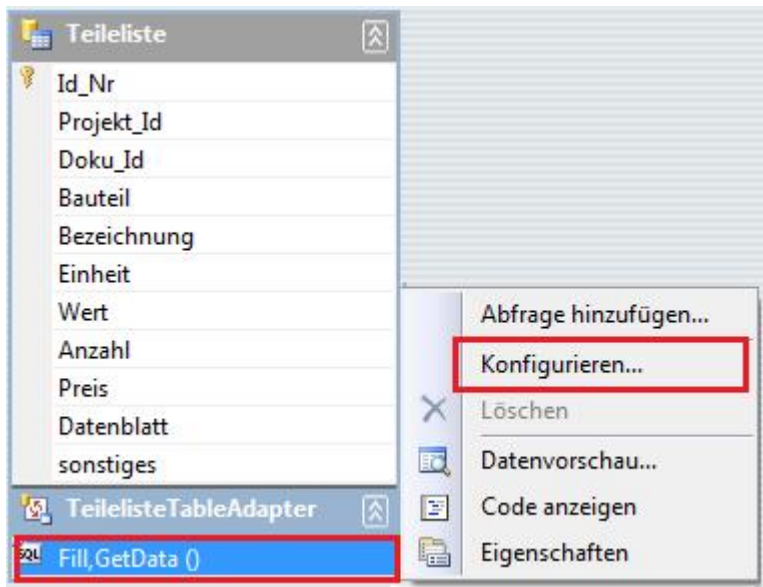 Teileliste
Id_Nr
Projekt_Id
Doku_Id
Bauteil
Bezeichnung
Einheit
Wert
Anzahl
Preis
Datenblatt
sonstiges
TeilelisteTableAdapter
SQL Fill,GetData ()
Abfrage hinzufügen...
Konfigurieren...
Löschen
Datenvorschau...
Code anzeigen
Eigenschaften